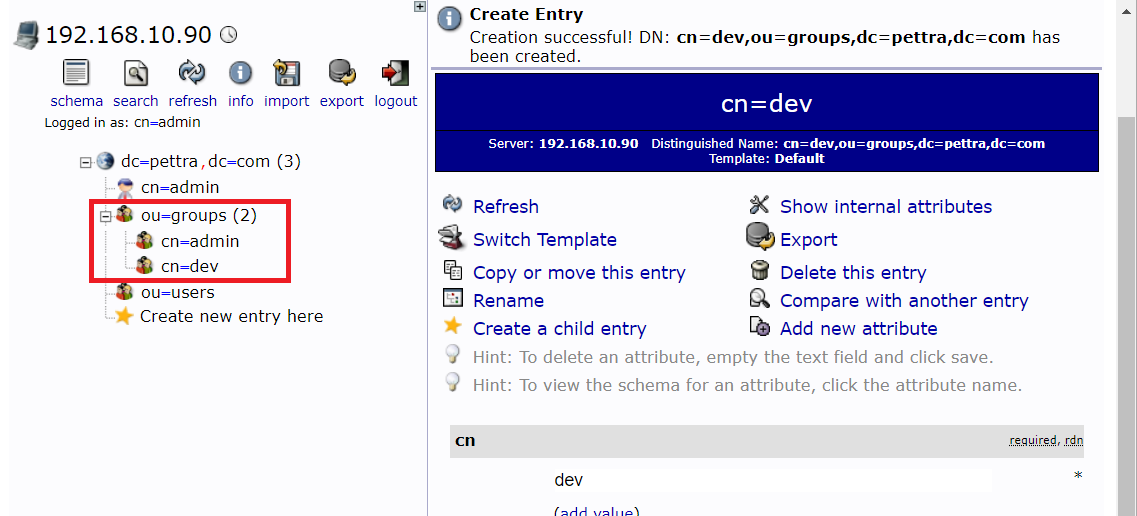 192.168.10.90
schema search refresh info import export logout
Logged in as: cn=admin
dc=pettra,dc=com (3)
cn=admin
ou=groups (2)
cn=admin
cn=dev
ou=users
Create new entry here
Create Entry
Creation successful! DN: cn=dev,ou=groups,dc=pettra,dc=com has
been created.
cn=dev
Server: 192.168.10.90 Distinguished Name: cn=dev,ou=groups,dc=pettra,dc=com
Template: Default
Refresh Show internal attributes
Switch Template Export
Copy or move this entry Delete this entry
Rename Compare with another entry
Create a child entry Add new attribute
Hint: To delete an attribute, empty the text field and click save.
Hint: To view the schema for an attribute, click the attribute name.
cn required, rdn
dev *
(add value)